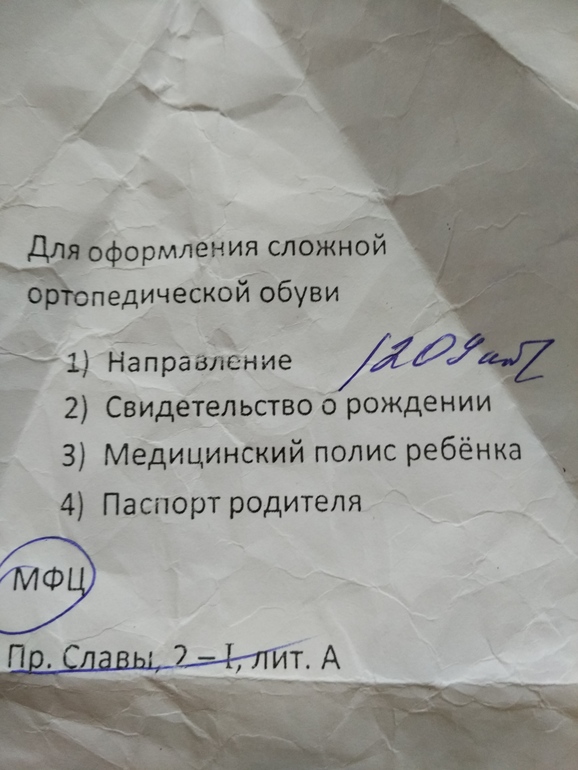 Для оформления сложной
ортопедической обуви
1) Направление
2) Свидетельство о рождении
3) Медицинский полис ребёнка
4) Паспорт родителя
МФЦ
Пр. Славы, 2 – I, лит. А